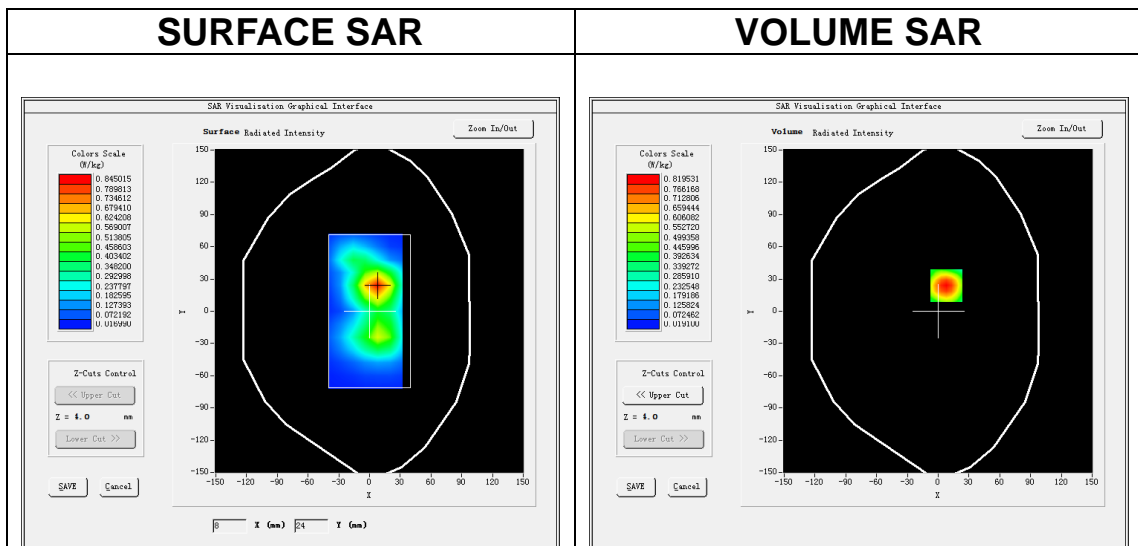 SURFACE SAR
VOLUME SAR
SAR Visualisation Graphical Interface
Surface Radiated Intensity
Zoom In/Out
Colors Scale
(W/kg)
0.845015
0.789813
0.734612
0.679410
0.624208
0.569007
0.513805
0.458603
0.403402
0.348200
0.292998
0.237797
0.182595
0.127393
0.072192
0.016990
Z-Cuts Control
<< Upper Cut
Z = 4.0 mm
Lower Cut >>
SAVE
Cancel
150
120
90
60
30
0
-30
-60
-90
-120
-150
Y
-150 -120 -90 -60 -30 0 30 60 90 120 150
X
8 X (mm) 24 Y (mm)
SAR Visualisation Graphical Interface
Volume Radiated Intensity
Zoom In/Out
Colors Scale
(W/kg)
0.819531
0.766168
0.712806
0.659444
0.606082
0.552720
0.499358
0.445996
0.392634
0.339272
0.285910
0.232548
0.179186
0.125824
0.072462
0.019100
Z-Cuts Control
<< Upper Cut
Z = 4.0 mm
Lower Cut >>
SAVE
Cancel
150
120
90
60
30
0
-30
-60
-90
-120
-150
Y
-150 -120 -90 -60 -30 0 30 60 90 120 150
X